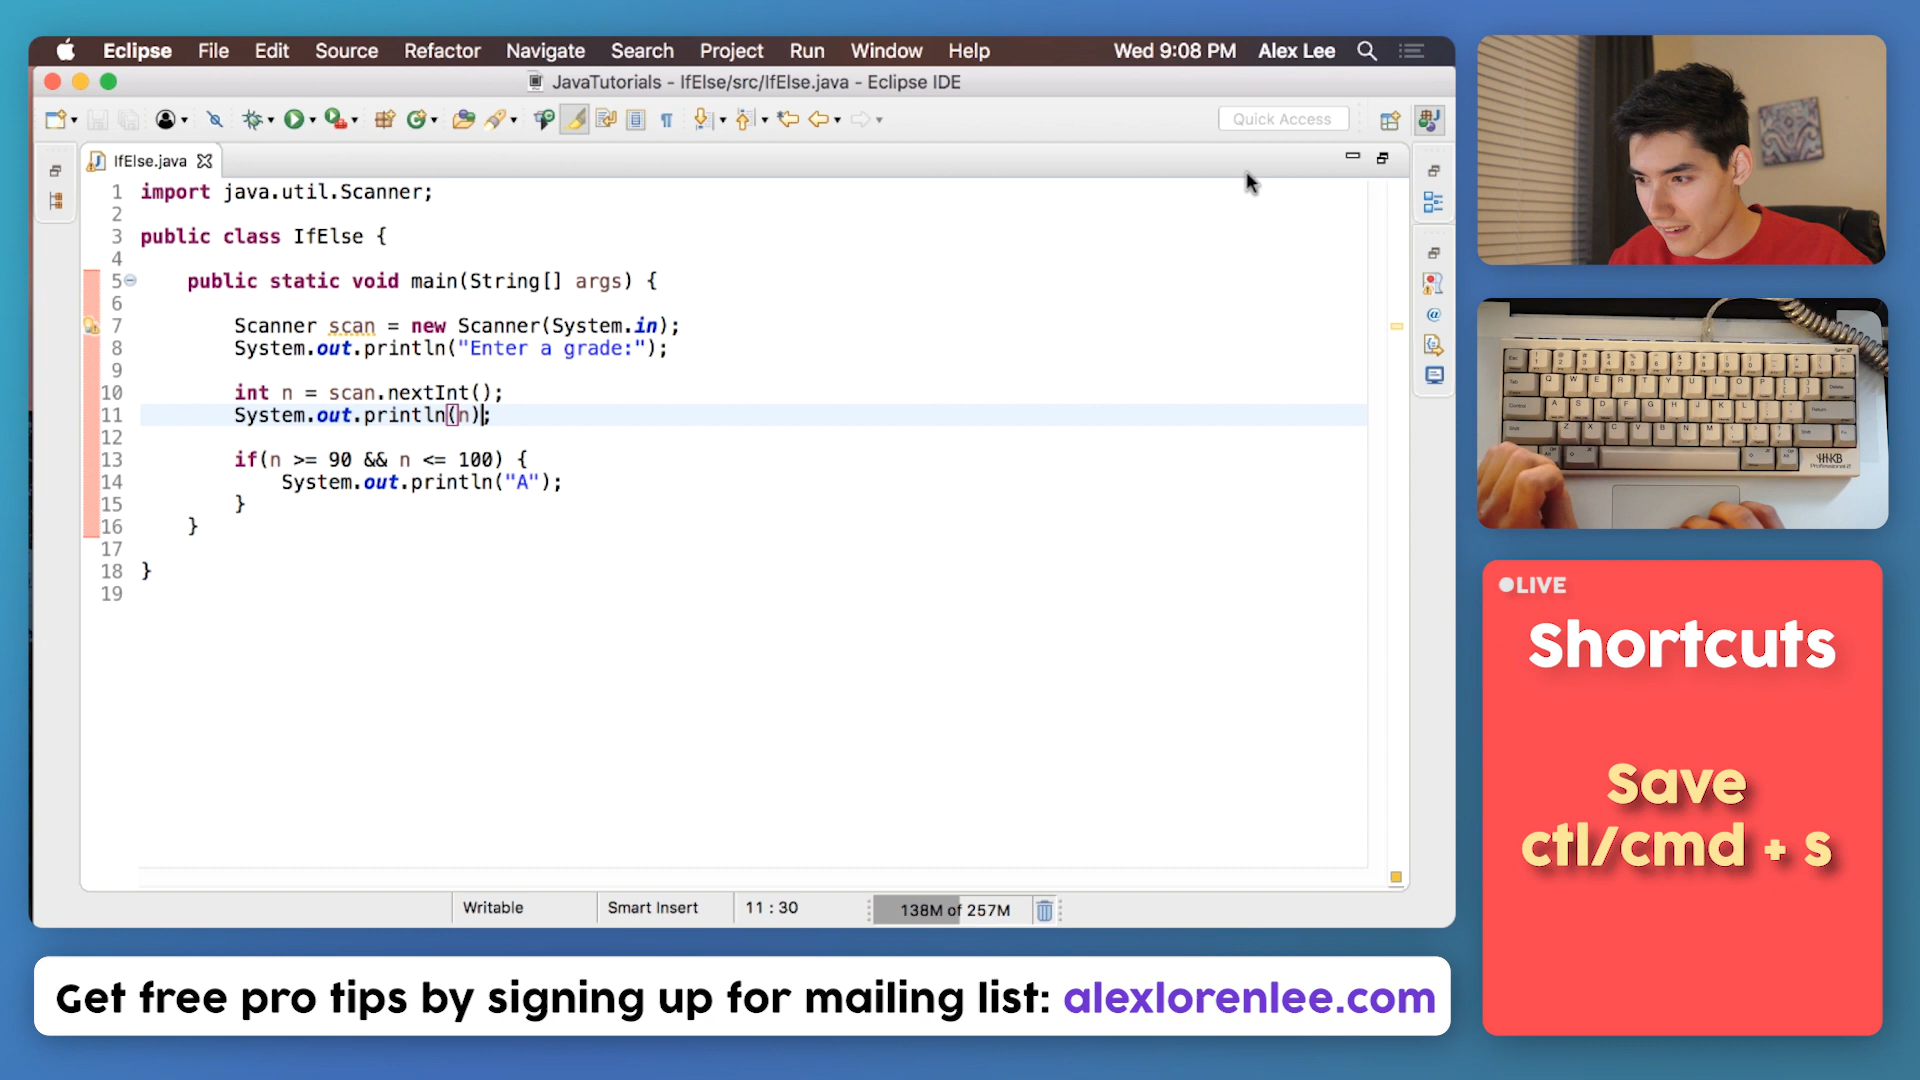 Eclipse File Edit Source Refactor Navigate Search Project Run Window Help Wed 9:08 PM Alex Lee
JavaTutorials - IfElse/src/IfElse.java - Eclipse IDE
Quick Access
IfElse.java
1 import java.util.Scanner;
2
3 public class IfElse {
4
5 public static void main(String[] args) {
6
7 Scanner scan = new Scanner(System.in);
8 System.out.println("Enter a grade:");
9
10 int n = scan.nextInt();
11 System.out.println(n);
12
13 if(n >= 90 && n <= 100) {
14 System.out.println("A");
15 }
16 }
17
18 }
19
Writable Smart Insert 11 : 30 138M of 257M
Get free pro tips by signing up for mailing list: alexlorenlee.com
LIVE
Shortcuts
Save
ctl/cmd + s